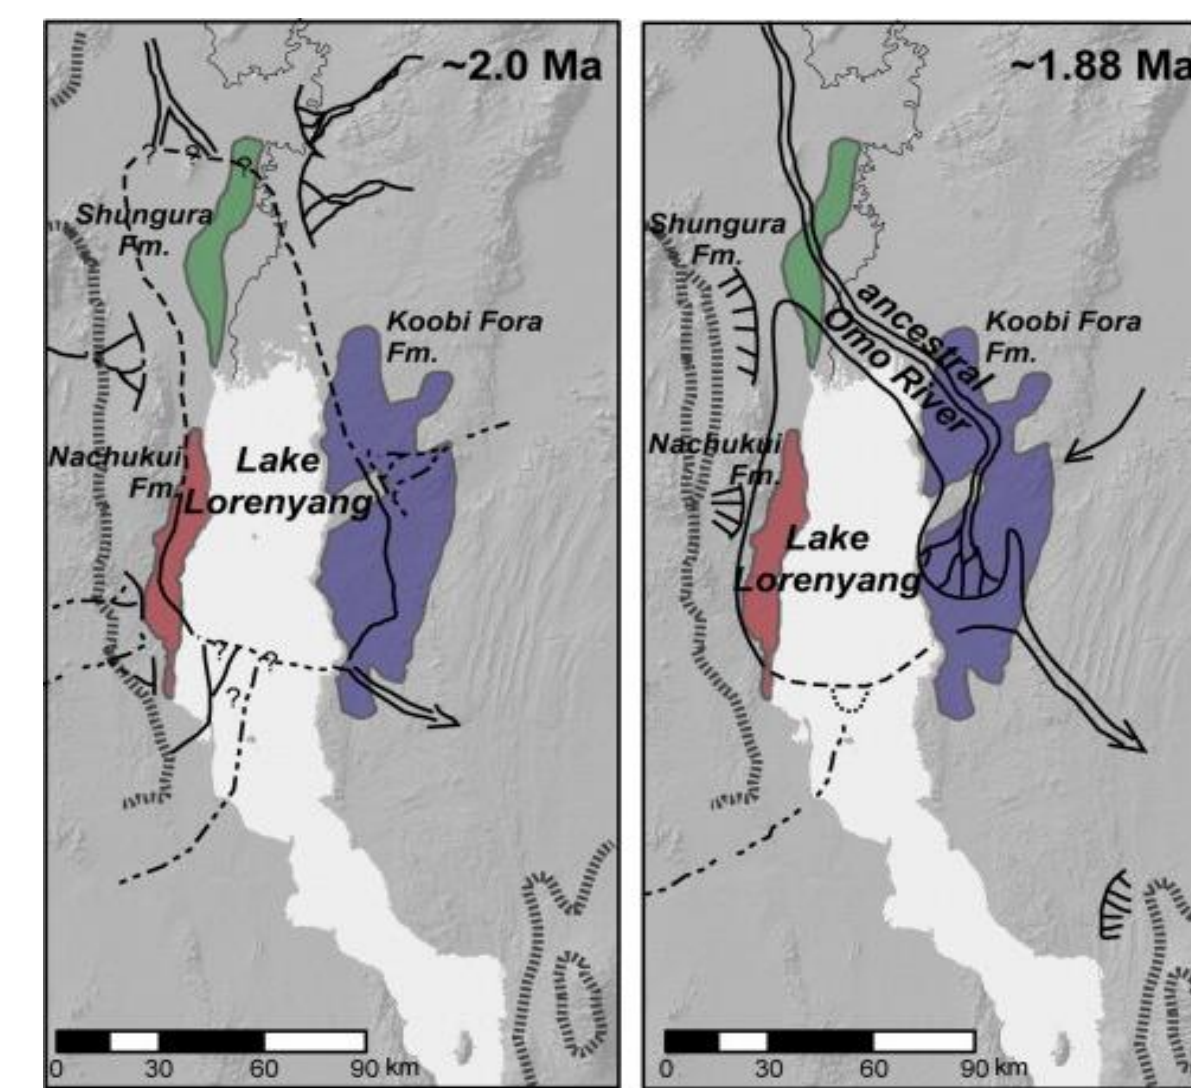 ~2.0 Ma
?
?
?
Shungura
Fm.
Koobi Fora
Fm.
Nachukui
Fm.
Lake
Lorenyang
?
?
?
0 30 60 90 km
~1.88 Ma
Shungura
Fm.
ancestral
Omo River
Koobi Fora
Fm.
Nachukui
Fm.
Lake
Lorenyang
0 30 60 90 km